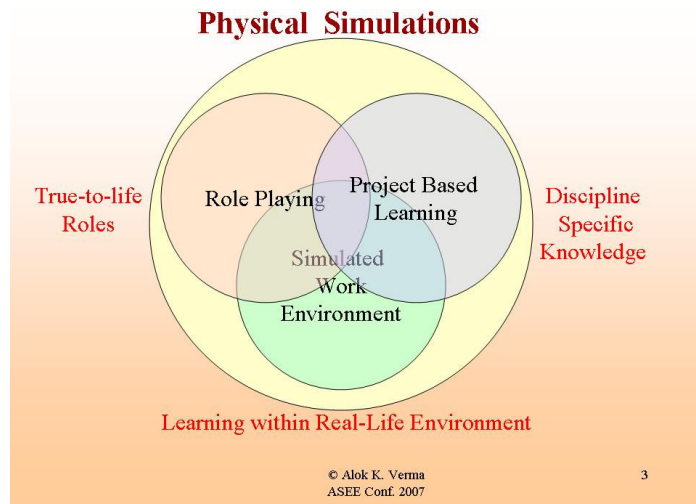 Physical Simulations
True-to-life
Roles
Role Playing
Project Based
Learning
Discipline
Specific
Knowledge
Simulated
Work
Environment
Learning within Real-Life Environment
© Alok K. Verma
ASEE Conf. 2007
3